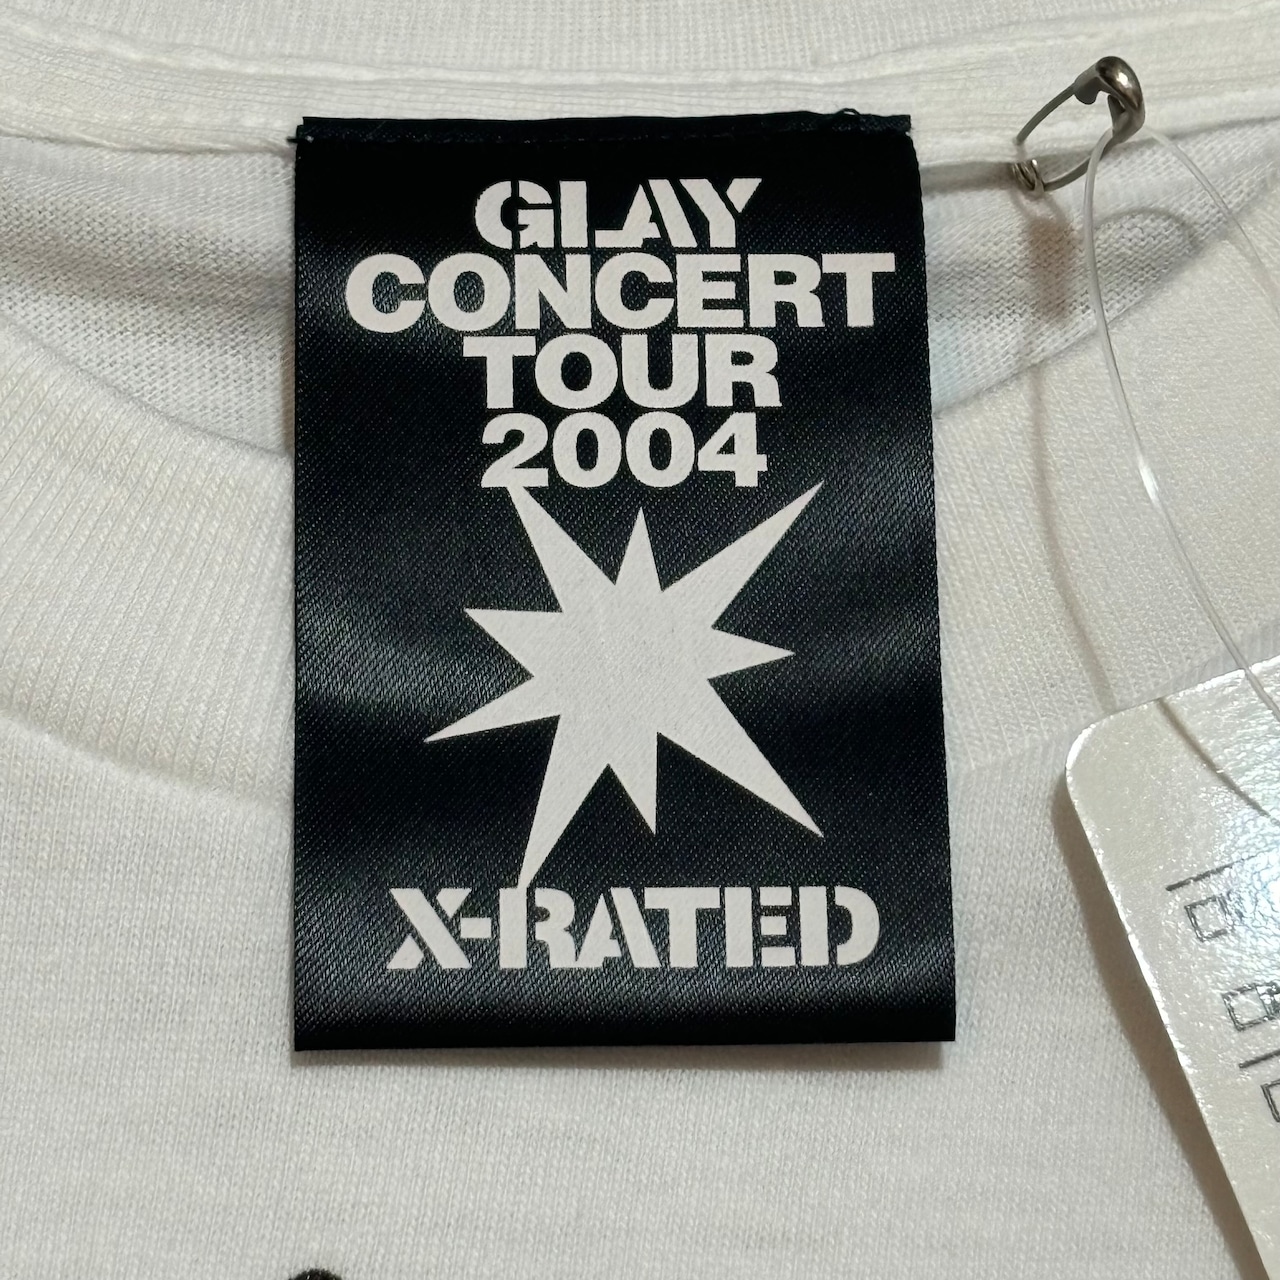 GLAY
CONCERT
TOUR
2004
X-RATED